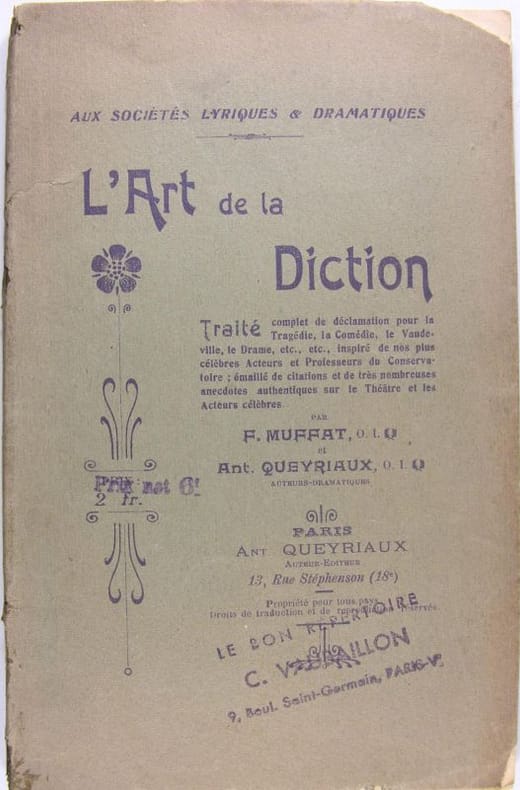 AUX SOCIÉTÉS LYRIQUES & DRAMATIQUES
L'Art de la
Diction
Traité complet de déclamation pour la
Tragédie, la Comédie, le Vaude-
ville, le Drame, etc., etc., inspiré de nos plus
célèbres Acteurs et Professeurs du Conserva-
toire ; émaillé de citations et de très nombreuses
anecdotes authentiques sur le Théâtre et les
Acteurs célèbres
PAR
F. MUFFAT, O. I.
et
Ant. QUEYRIAUX, O. I.
ACTEURS-DRAMATIQUES
Prix net 6f
2 fr.
PARIS
ANT QUEYRIAUX
AUTEUR-EDITEUR
13, Rue Stéphenson (18e)
Propriété pour tous pays
Droits de traduction et de reproduction réservés
LE BON RÉPERTOIRE
C. VAUBAILLON
9, Boul. Saint-Germain, PARIS-Ve